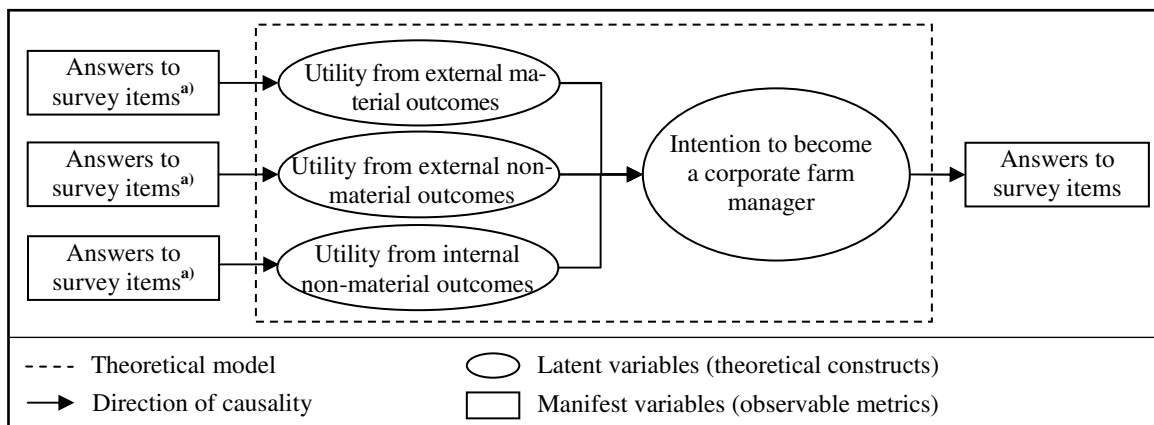 Answers to
survey items a)
Utility from external ma-
terial outcomes
Answers to
survey items a)
Utility from external non-
material outcomes
Answers to
survey items a)
Utility from internal
non-material outcomes
Intention to become
a corporate farm
manager
Answers to
survey items
Theoretical model
Latent variables (theoretical constructs)
Direction of causality
Manifest variables (observable metrics)